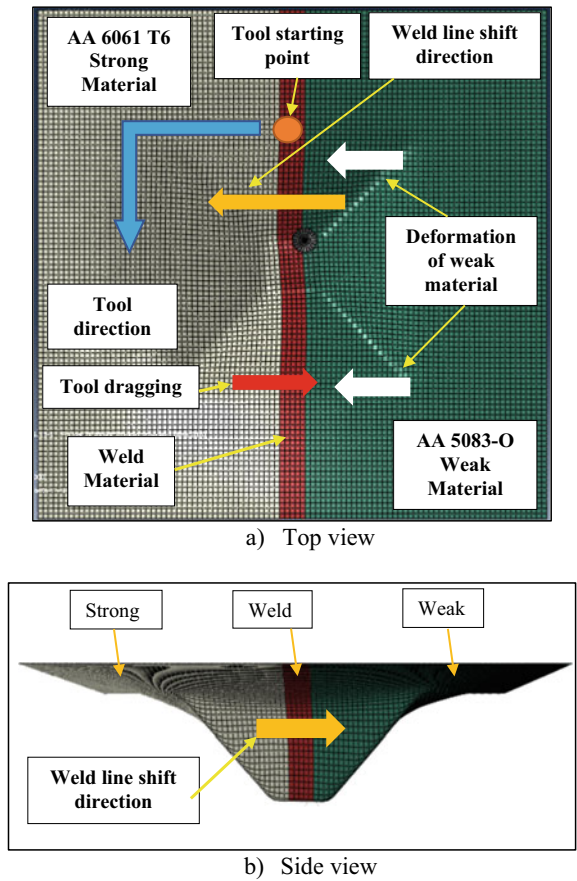 AA 6061 T6
Strong
Material
Tool starting
point
Weld line shift
direction
Deformation
of weak
material
Tool
direction
Tool dragging
Weld
Material
AA 5083-O
Weak
Material
a) Top view
Strong
Weld
Weak
Weld line shift
direction
b) Side view